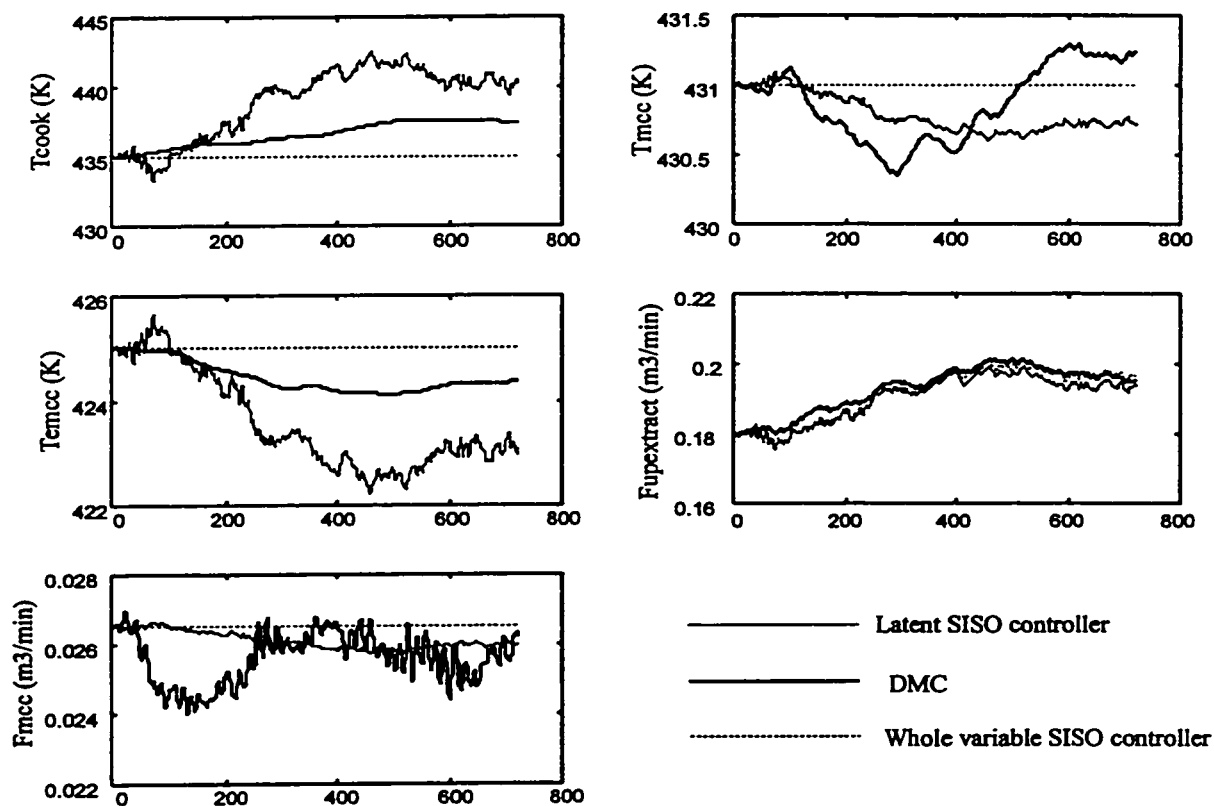 445
440
435
430
Tcook (K)
0 200 400 600 800
431.5
431
430.5
430
Tmcc (K)
0 200 400 600 800
426
424
422
Temcc (K)
0 200 400 600 800
0.22
0.2
0.18
0.16
Fupextract (m3/min)
0 200 400 600 800
0.028
0.026
0.024
0.022
Fmcc (m3/min)
0 200 400 600 800
Latent SISO controller
DMC
Whole variable SISO controller